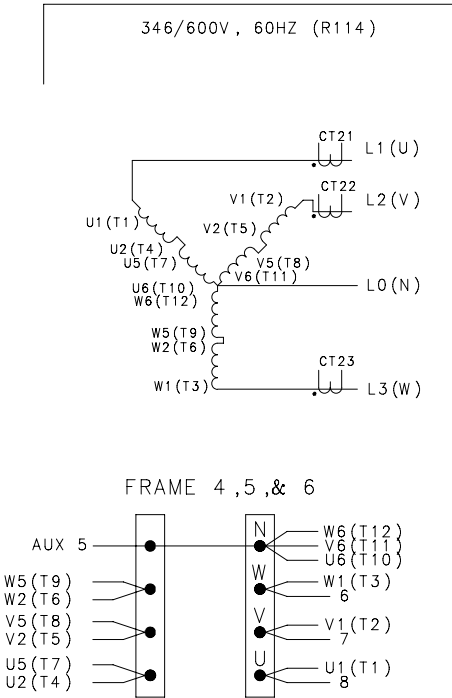 346/600V, 60HZ (R114)
CT21
L1(U)
CT22
V1(T2)
L2(V)
U1(T1)
V2(T5)
U2(T4)
U5(T7)
V5(T8)
V6(T11)
U6(T10)
W6(T12)
L0(N)
W5(T9)
W2(T6)
CT23
W1(T3)
L3(W)
FRAME 4,5,& 6
N
W6(T12)
AUX 5
V6(T11)
U6(T10)
W5(T9)
W
W1(T3)
W2(T6)
6
V5(T8)
V
V1(T2)
V2(T5)
7
U5(T7)
U
U1(T1)
U2(T4)
8